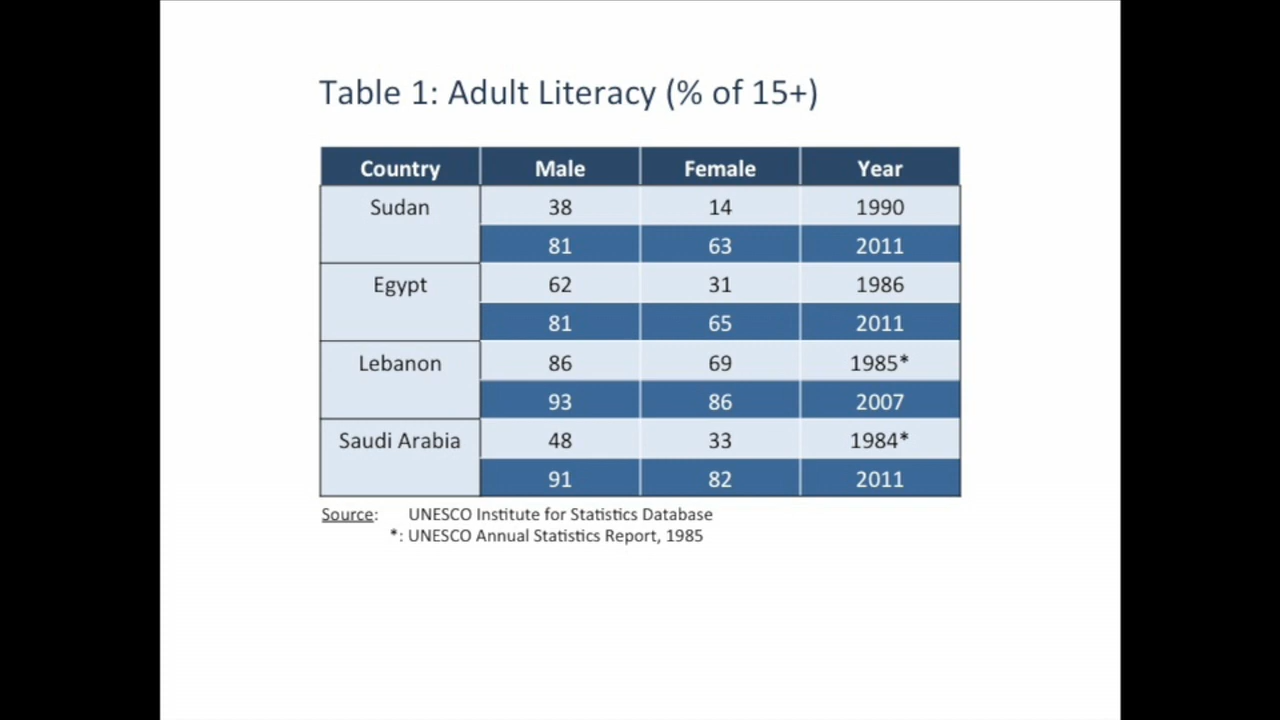 Table 1: Adult Literacy (% of 15+)
Country Male Female Year
Sudan 38 14 1990
81 63 2011
Egypt 62 31 1986
81 65 2011
Lebanon 86 69 1985*
93 86 2007
Saudi Arabia 48 33 1984*
91 82 2011
Source: UNESCO Institute for Statistics Database
*: UNESCO Annual Statistics Report, 1985